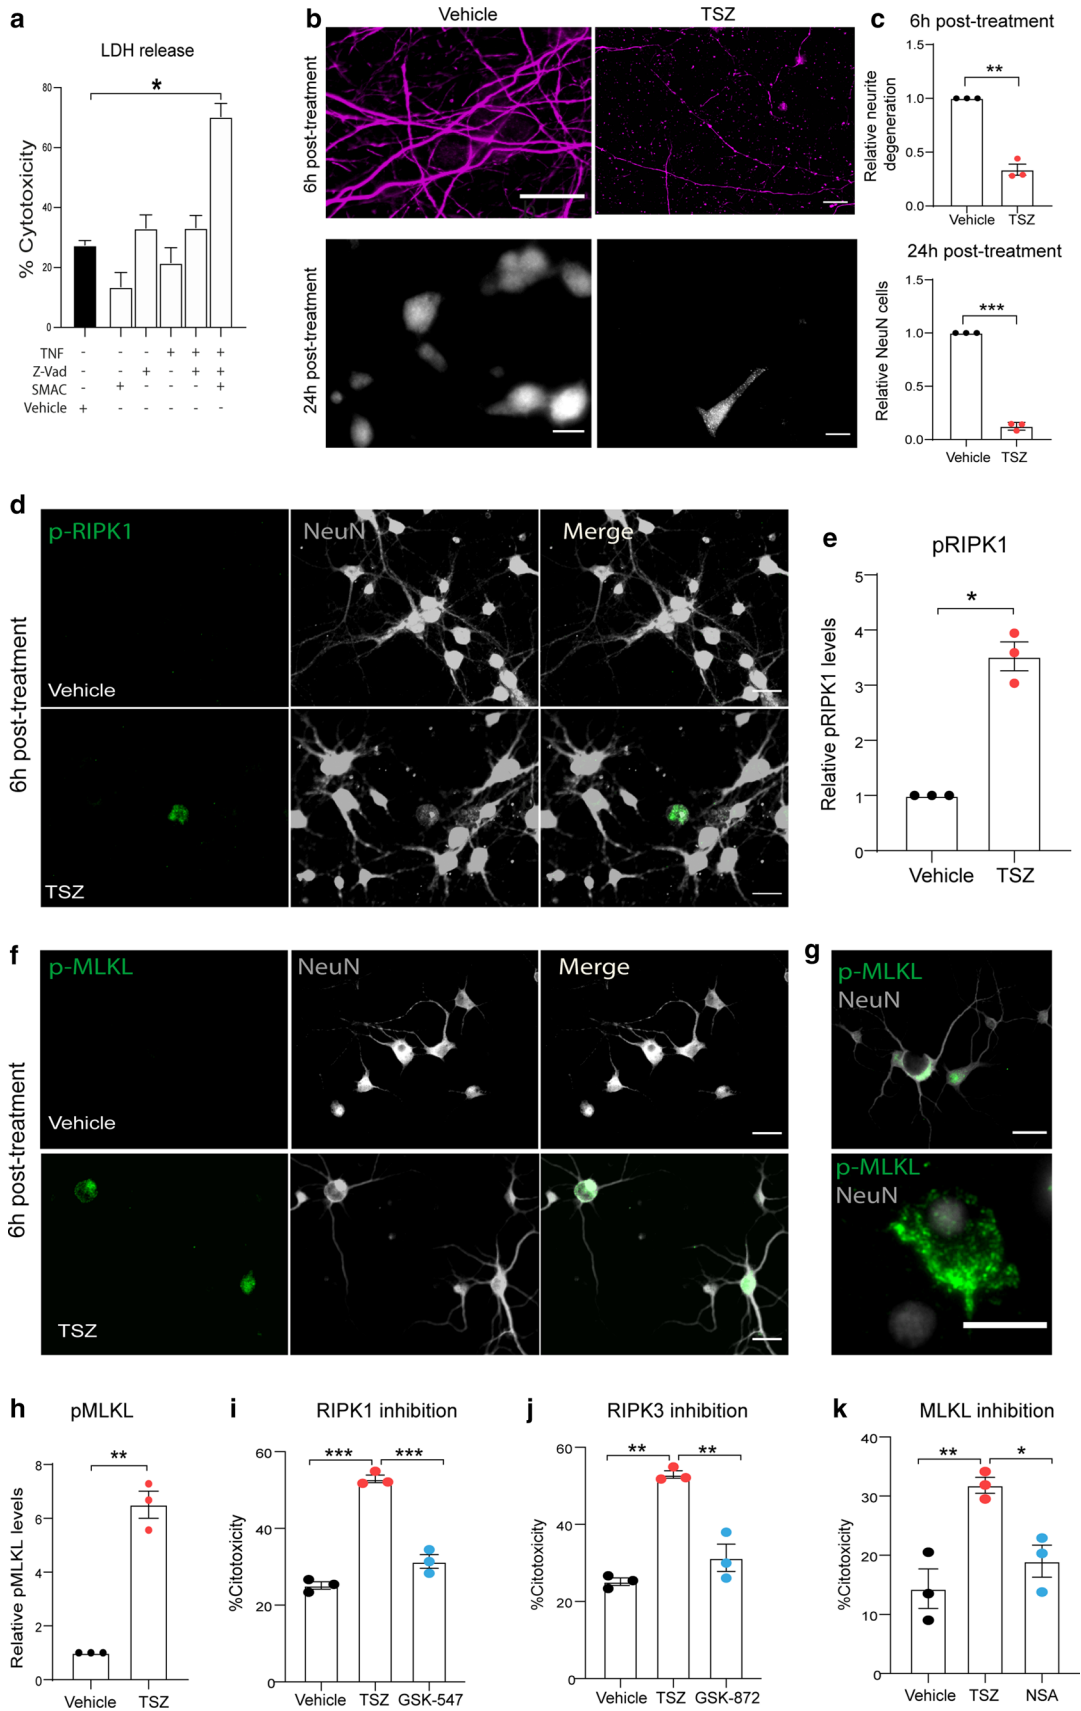 a
LDH release
*
% Cytotoxicity
80
60
40
20
0
TNF - - - + + +
Z-Vad - - + - + +
SMAC - + - - - +
Vehicle + - - - - -
b
Vehicle
TSZ
6h post-treatment
24h post-treatment
c
6h post-treatment
Relative neurite
degeneration
1.5
1.0
0.5
0.0
**
Vehicle TSZ
24h post-treatment
Relative NeuN cells
1.5
1.0
0.5
0.0
***
Vehicle TSZ
d
6h post-treatment
p-RIPK1
NeuN
Merge
Vehicle
TSZ
e
pRIPK1
Relative pRIPK1 levels
5
4
3
2
1
0
*
Vehicle TSZ
f
6h post-treatment
p-MLKL
NeuN
Merge
Vehicle
TSZ
g
p-MLKL
NeuN
p-MLKL
NeuN
h
pMLKL
Relative pMLKL levels
8
6
4
2
0
**
Vehicle TSZ
i
RIPK1 inhibition
%Citotoxicity
60
40
20
0
*** ***
Vehicle TSZ GSK-547
j
RIPK3 inhibition
%Citotoxicity
60
40
20
0
** **
Vehicle TSZ GSK-872
k
MLKL inhibition
%Citotoxicity
40
30
20
10
0
** *
Vehicle TSZ NSA